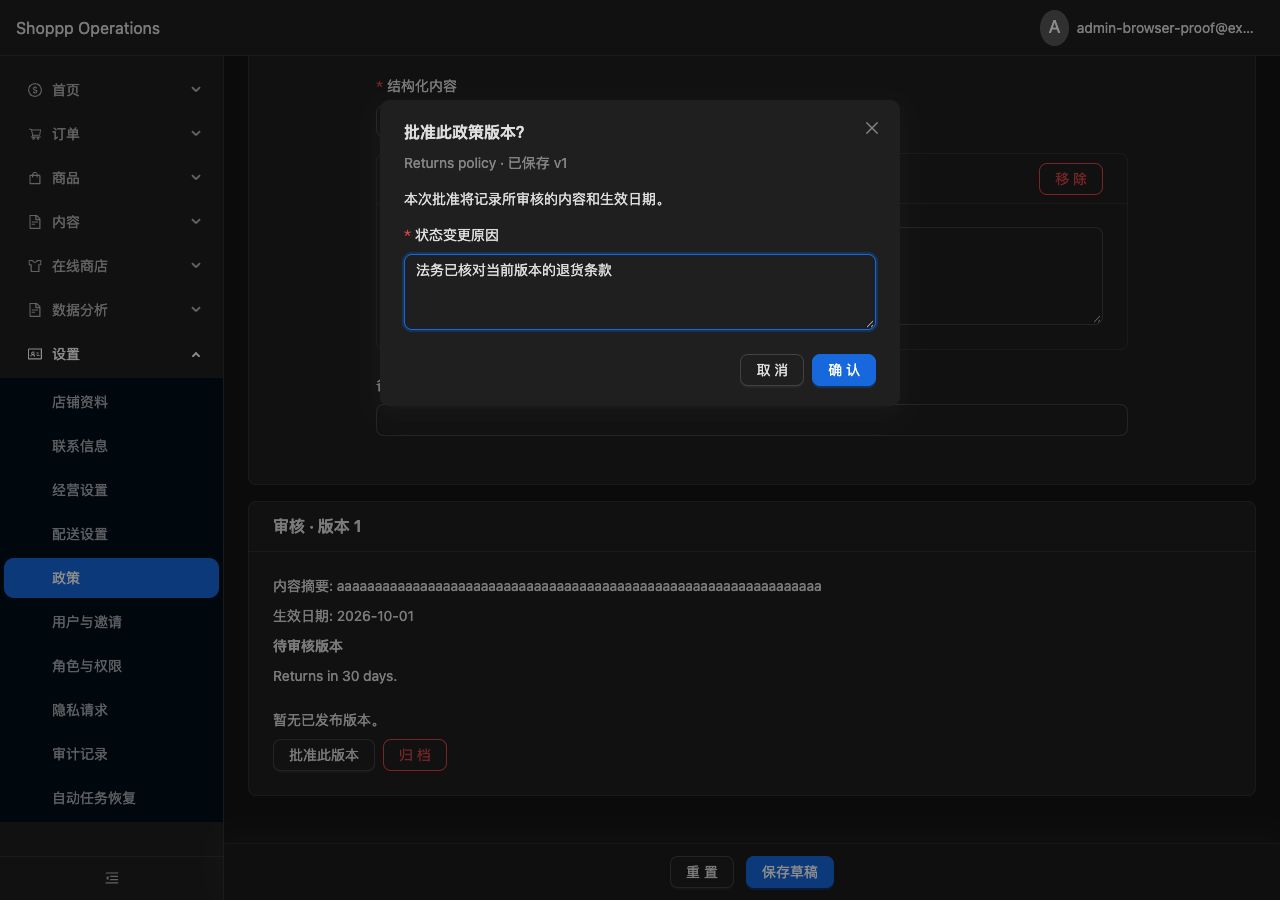 Shoppp Operations
A
admin-browser-proof@ex...
首页
订单
商品
内容
在线商店
数据分析
设置
店铺资料
联系信息
经营设置
配送设置
政策
用户与邀请
角色与权限
隐私请求
审计记录
自动任务恢复
* 结构化内容
移 除
批准此政策版本?
Returns policy · 已保存 v1
本次批准将记录所审核的内容和生效日期。
* 状态变更原因
法务已核对当前版本的退货条款
取 消
确 认
审核 · 版本 1
内容摘要: aaaaaaaaaaaaaaaaaaaaaaaaaaaaaaaaaaaaaaaaaaaaaaaaaaaaaaaaaaaaaaaa
生效日期: 2026-10-01
待审核版本
Returns in 30 days.
暂无已发布版本。
批准此版本
归 档
重 置
保存草稿